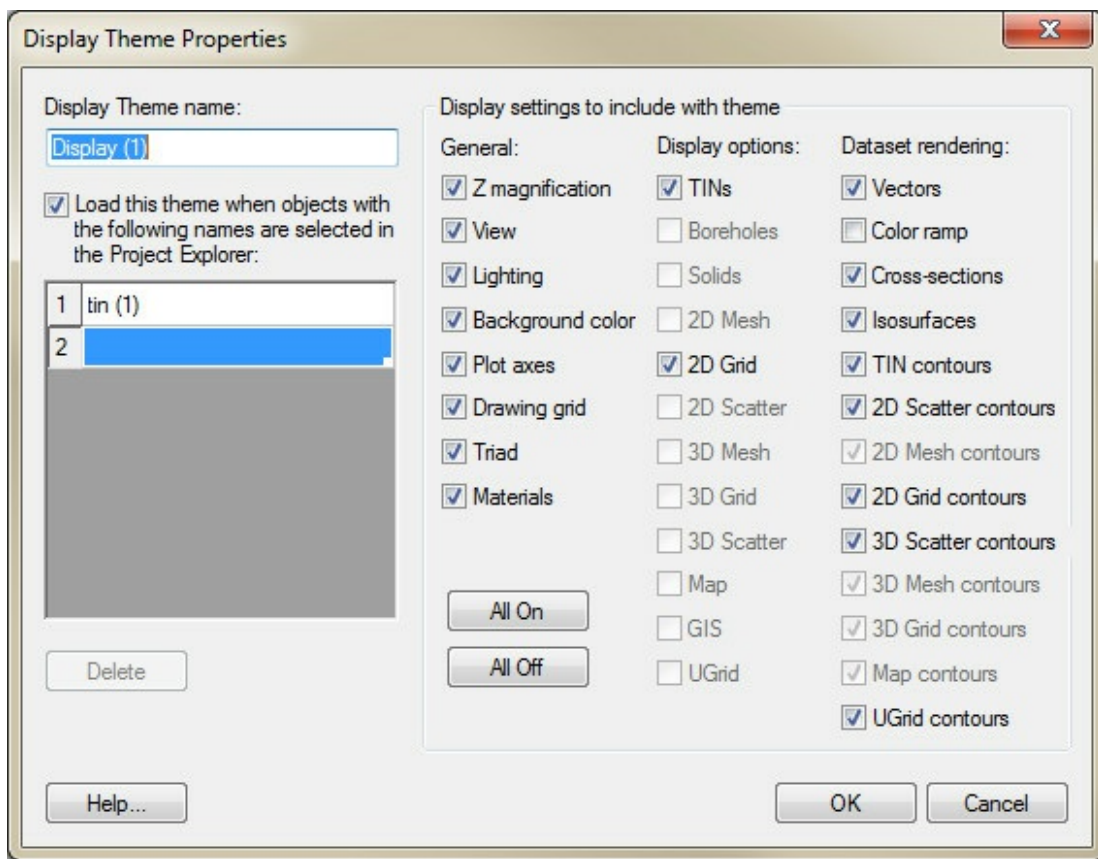 Display Theme Properties
Display Theme name:
Display (1)
Load this theme when objects with
the following names are selected in
the Project Explorer:
1 tin (1)
2
Delete
Help...
Display settings to include with theme
General:
Z magnification
View
Lighting
Background color
Plot axes
Drawing grid
Triad
Materials
All On
All Off
Display options:
TINs
Boreholes
Solids
2D Mesh
2D Grid
2D Scatter
3D Mesh
3D Grid
3D Scatter
Map
GIS
UGrid
Dataset rendering:
Vectors
Color ramp
Cross-sections
Isosurfaces
TIN contours
2D Scatter contours
2D Mesh contours
2D Grid contours
3D Scatter contours
3D Mesh contours
3D Grid contours
Map contours
UGrid contours
OK
Cancel